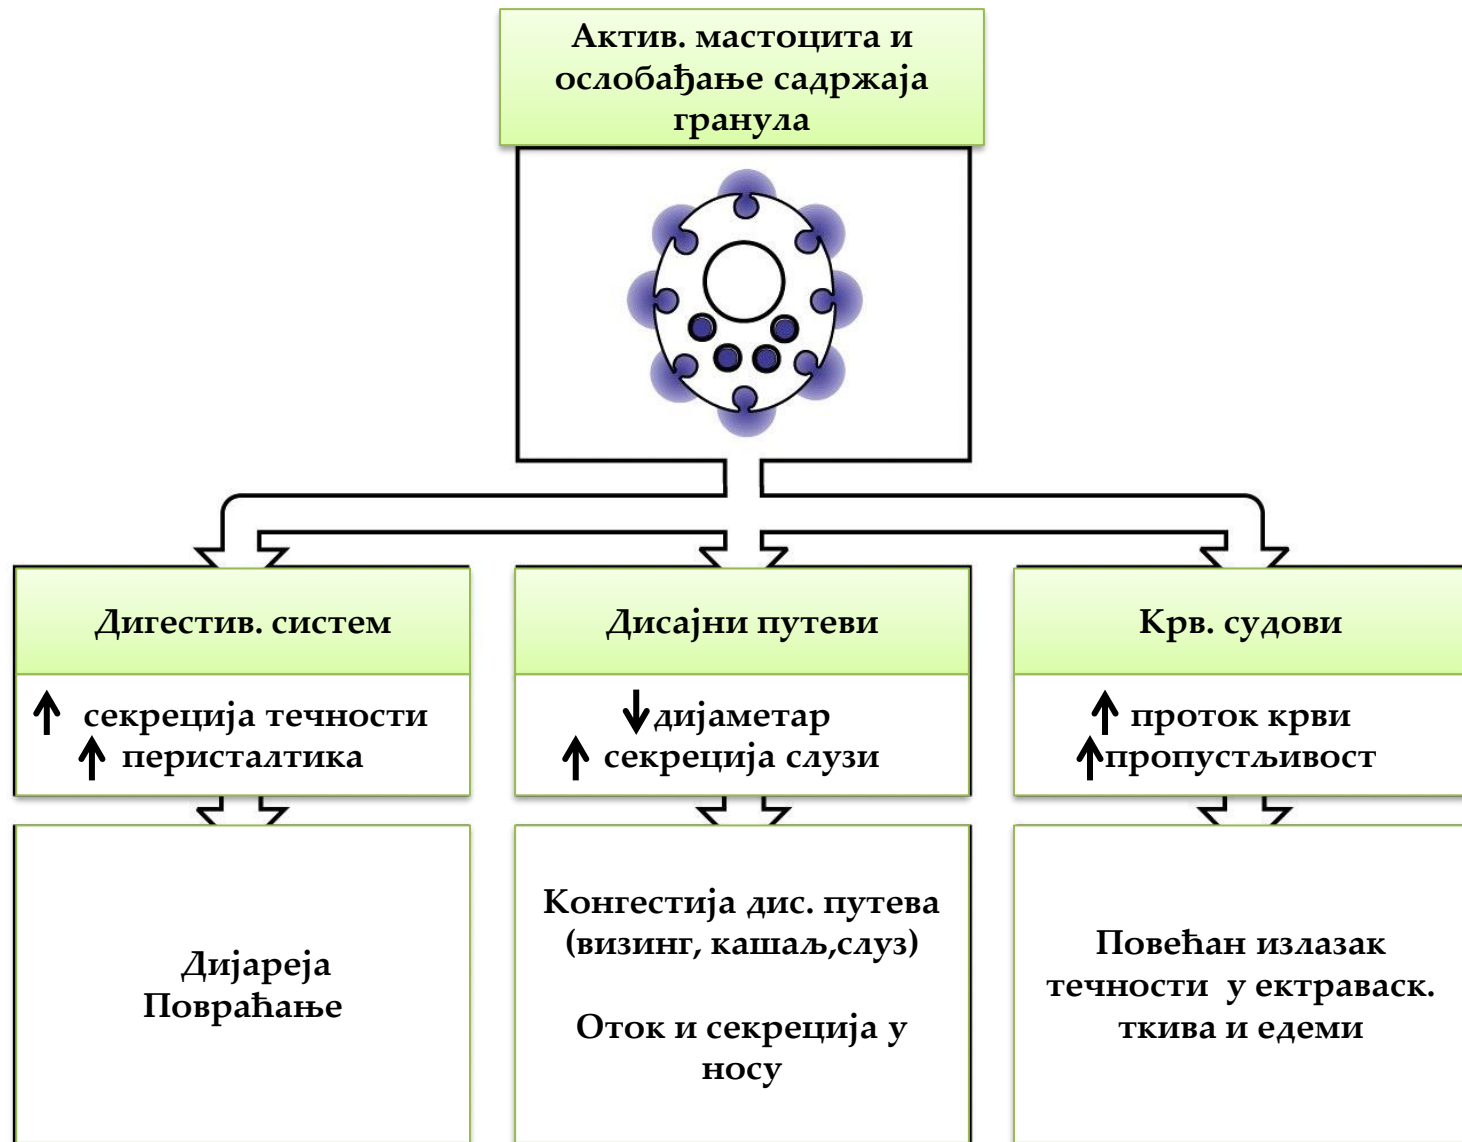 Актив. мастоцита и
ослобађање садржаја
гранула
Дигестив. систем
секреција течности
перисталтика
Дијареја
Повраћање
Дисајни путеви
дијаметар
секреција слузи
Конгестија дис. путева
(визинг, кашаљ,слуз)
Оток и секреција у
носу
Крв. судови
проток крви
пропустљивост
Повећан излазак
течности у ектраваск.
ткива и едеми